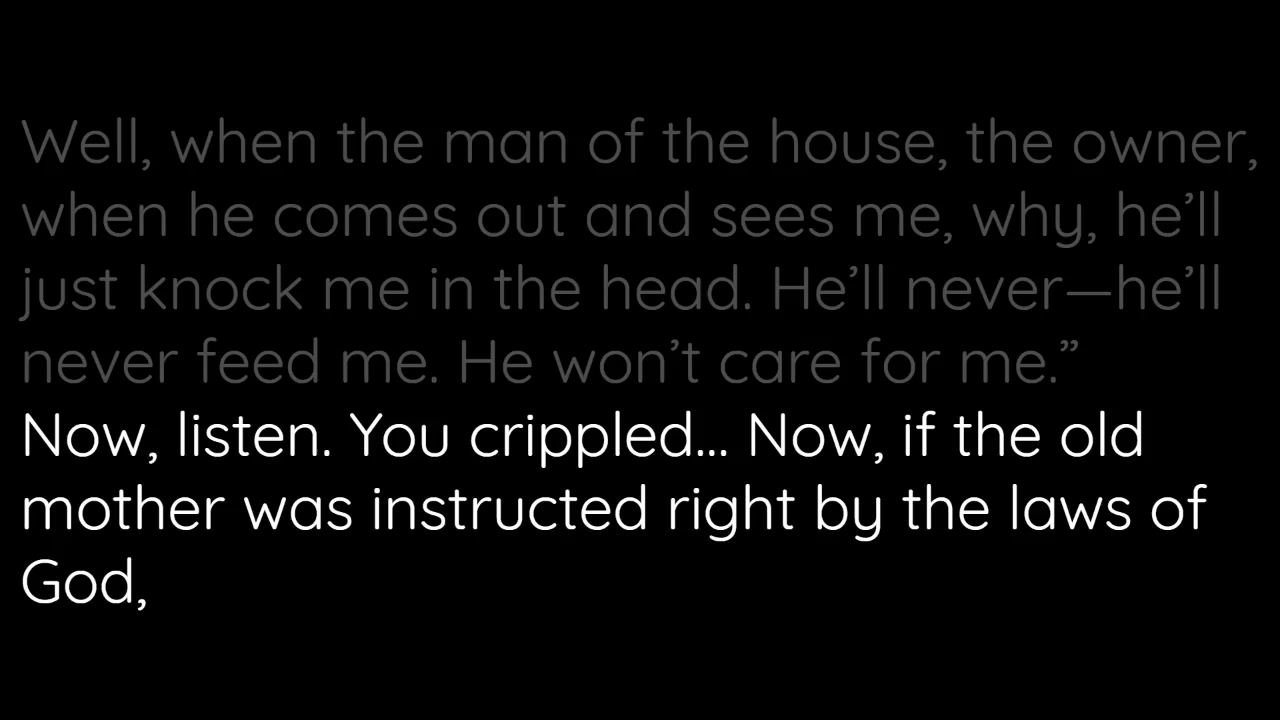 Well, when the man of the house, the owner,
when he comes out and sees me, why, he’ll
just knock me in the head. He’ll never—he’ll
never feed me. He won’t care for me.”
Now, listen. You crippled... Now, if the old
mother was instructed right by the laws of
God,